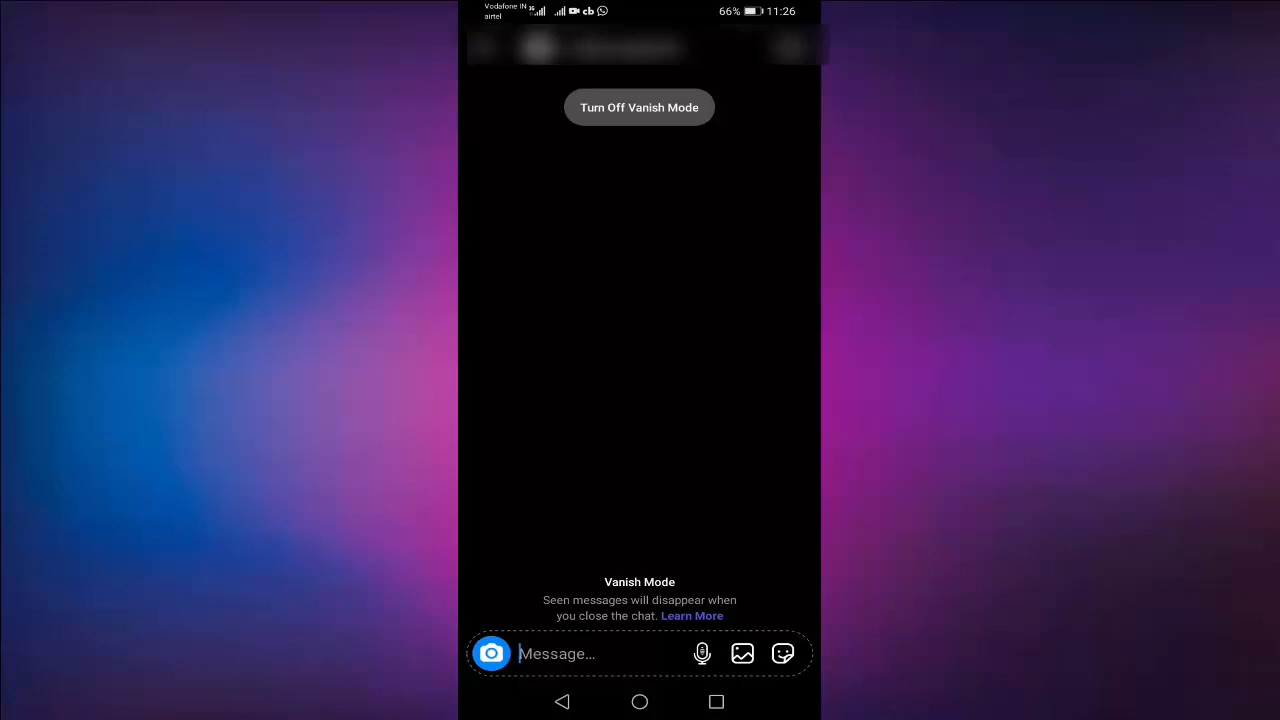 Vodafone IN 66% 11:26
airtel
Turn Off Vanish Mode
Vanish Mode
Seen messages will disappear when
you close the chat. Learn More
Message...